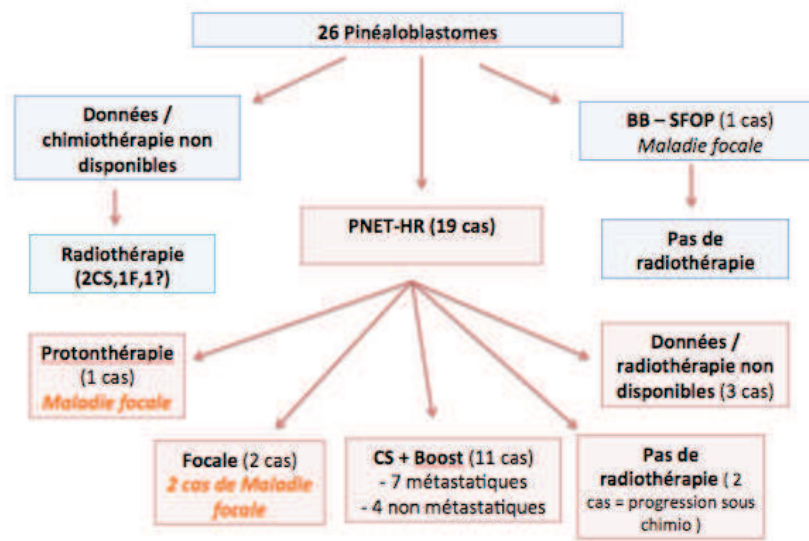 26 Pinéaloblastomes
Données /
chimiothérapie non
disponibles
BB – SFOP (1 cas)
Maladie focale
PNET-HR (19 cas)
Radiothérapie
(2CS,1F,1?)
Pas de
radiothérapie
Protonthérapie
(1 cas)
Maladie focale
Données /
radiothérapie non
disponibles (3 cas)
Focale (2 cas)
2 cas de Maladie
focale
CS + Boost (11 cas)
- 7 métastatiques
- 4 non métastatiques
Pas de
radiothérapie ( 2
cas = progression sous
chimio )